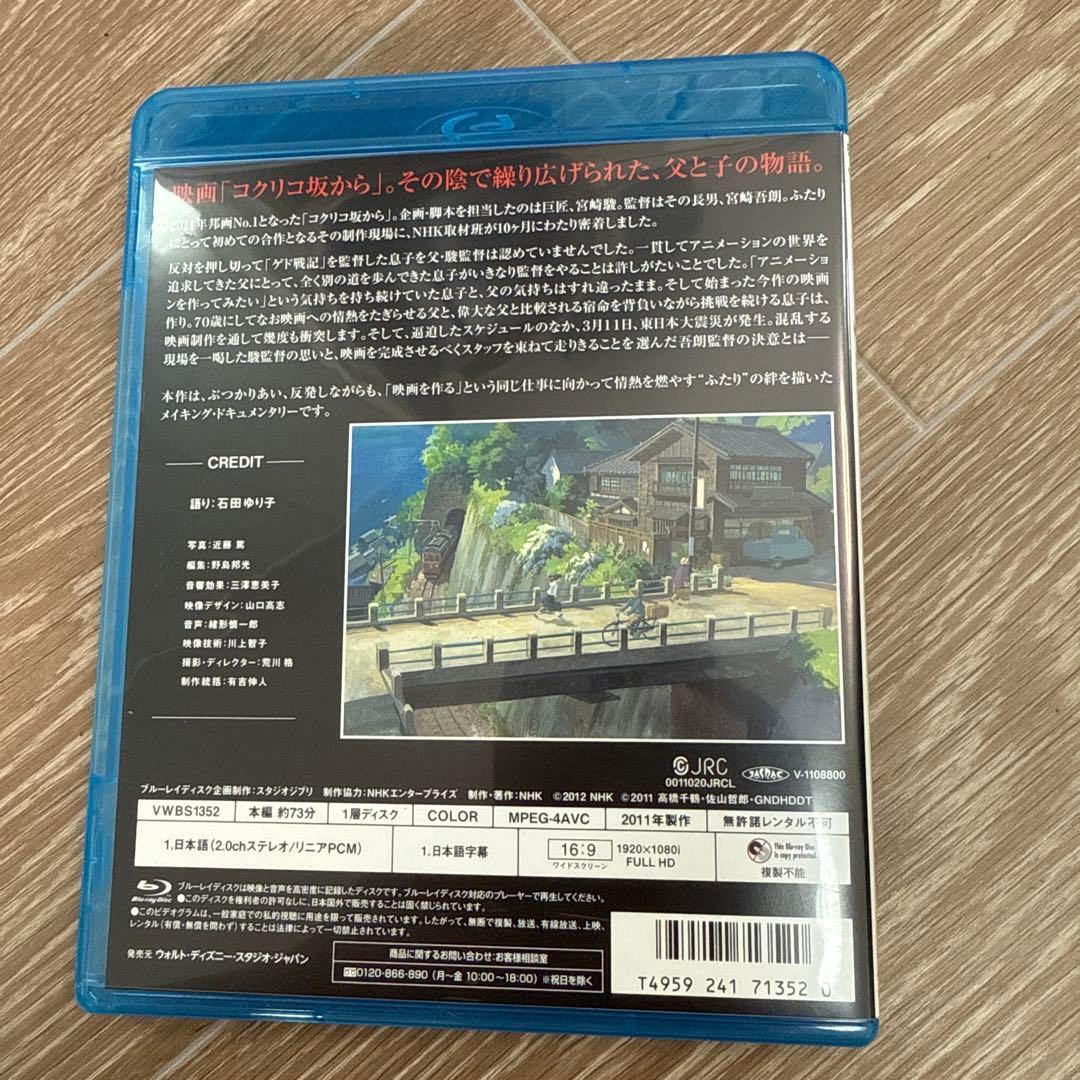 映画「コクリコ坂から」。その陰で繰り広げられた、父と子の物語。
2011年邦画No.1となった「コクリコ坂から」。企画・脚本を担当したのは巨匠、宮崎駿。監督はその長男、宮崎吾朗。ふたり
にとって初めての合作となるその制作現場に、NHK取材班が10ヶ月にわたり密着しました。
反対を押し切って「ゲド戦記」を監督した息子を父・駿監督は認めていませんでした。一貫してアニメーションの世界を
追求してきた父にとって、全く別の道を歩んできた息子がいきなり監督をやることは許しがたいことでした。「アニメーショ
ンを作ってみたい」という気持ちを持ち続けていた息子と、父の気持ちはすれ違ったまま。そして始まった今作の映画
作り。70歳にしてなお映画への情熱をたぎらせる父と、偉大な父と比較される宿命を背負いながら挑戦を続ける息子は、
映画制作を通して幾度も衝突します。そして、逼迫したスケジュールのなか、3月11日、東日本大震災が発生。混乱する
現場を一喝した駿監督の思いと、映画を完成させるべくスタッフを束ねて走りきることを選んだ吾朗監督の決意とは──
本作は、ぶつかりあい、反発しながらも、「映画を作る」という同じ仕事に向かって情熱を燃やす“ふたり”の絆を描いた
メイキング・ドキュメンタリーです。
CREDIT
語り:石田ゆり子
写真:近藤 篤
編集:野島邦光
音響効果:三澤恵美子
映像デザイン:山口高志
音声:緒形慎一郎
映像技術:川上智子
撮影・ディレクター:荒川 格
制作統括:有吉伸人
JRC
0011020JRCL
JASRAC
V-1108800
ブルーレイディスク企画制作:スタジオジブリ 制作協力:NHKエンタープライズ 制作・著作:NHK ©2012 NHK ©2011 高橋千鶴・佐山哲郎・GNDHDDT
VWBS1352 本編 約73分 1層ディスク COLOR MPEG-4AVC 2011年製作 無許諾レンタル不可
1.日本語(2.0chステレオ/リニアPCM) 1.日本語字幕 16:9 ワイドスクリーン 1920×1080i FULL HD
This Blu-ray Disc is copy protected.
複製不能
Blu-ray Disc
ブルーレイディスクは映像と音声を高密度に記録したディスクです。ブルーレイディスク対応のプレーヤーで再生してください。
●このディスクを権利者の許可なしに、日本国外で販売することは固く禁じられています。
●このビデオグラムは、一般家庭での私的視聴に用途を限って販売されています。したがって、無断で複製、放送、有線放送、上映、
レンタル(有償・無償を問わず)することは法律によって一切禁止されています。
発売元 ウォルト・ディズニー・スタジオ・ジャパン
商品に関するお問い合わせ:お客様相談室
0120-866-890 (月〜金 10:00〜18:00) ※祝日を除く
T4959 241 71352 0